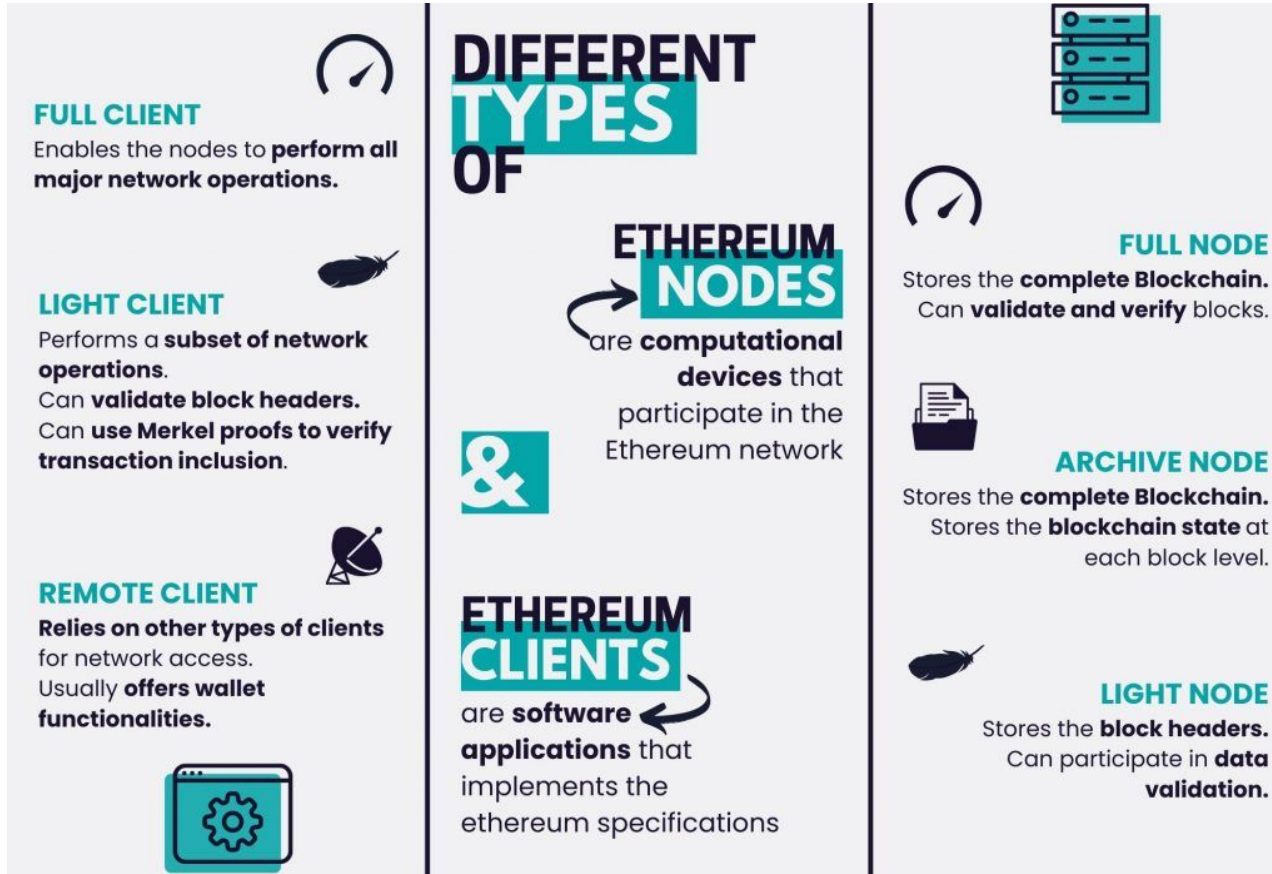 FULL CLIENT
Enables the nodes to perform all
major network operations.
LIGHT CLIENT
Performs a subset of network
operations.
Can validate block headers.
Can use Merkel proofs to verify
transaction inclusion.
REMOTE CLIENT
Relies on other types of clients
for network access.
Usually offers wallet
functionalities.
DIFFERENT
TYPES
OF
ETHEREUM
NODES
are computational
devices that
participate in the
Ethereum network
&
ETHEREUM
CLIENTS
are software
applications that
implements the
ethereum specifications
FULL NODE
Stores the complete Blockchain.
Can validate and verify blocks.
ARCHIVE NODE
Stores the complete Blockchain.
Stores the blockchain state at
each block level.
LIGHT NODE
Stores the block headers.
Can participate in data
validation.